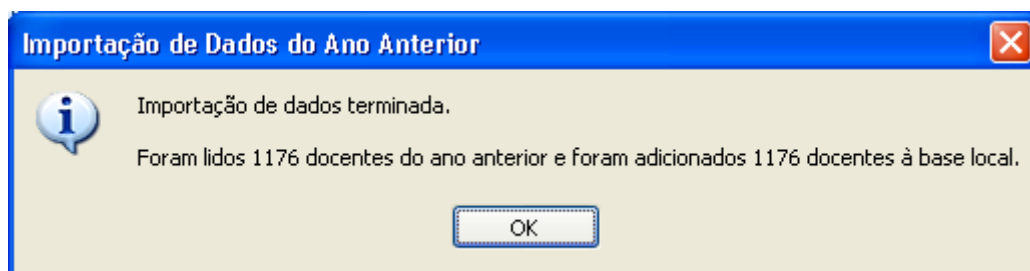 Importação de Dados do Ano Anterior
Importação de dados terminada.
Foram lidos 1176 docentes do ano anterior e foram adicionados 1176 docentes à base local.
OK